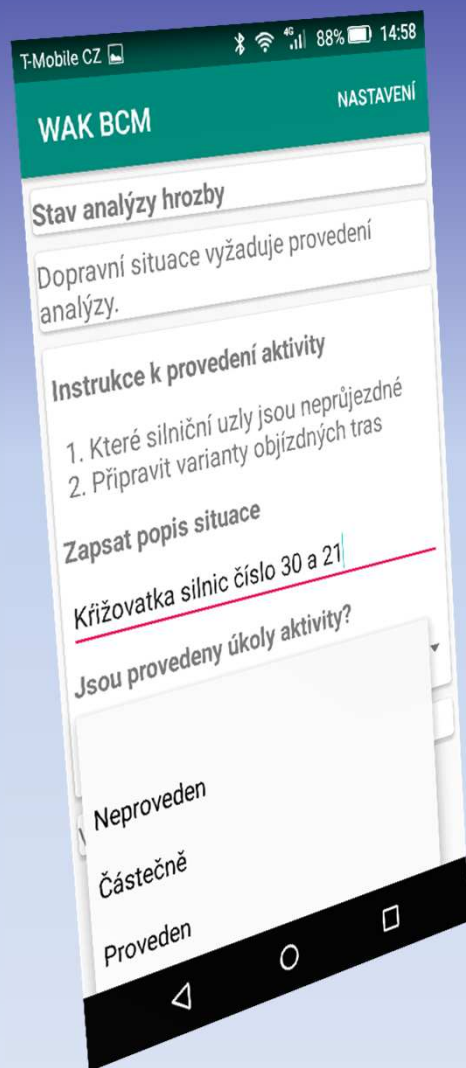 T-Mobile CZ
4G
88%
14:58
WAK BCM
NASTAVENÍ
Stav analýzy hrozby
Dopravní situace vyžaduje provedení
analýzy.
Instrukce k provedení aktivity
1. Které silniční uzly jsou neprůjezdné
2. Připravit varianty objízdných tras
Zapsat popis situace
Křižovatka silnic číslo 30 a 21
Jsou provedeny úkoly aktivity?
Neproveden
Částečně
Proveden